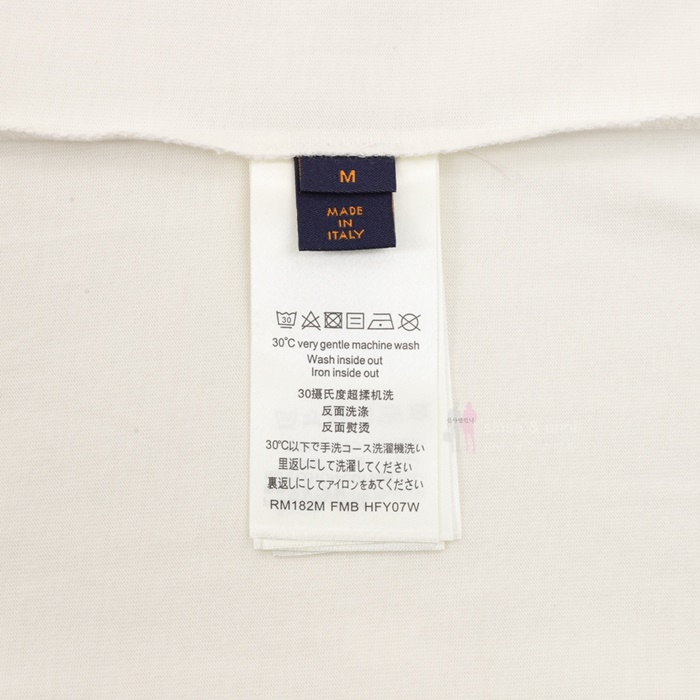 M
MADE
IN
ITALY
30
30°C very gentle machine wash
Wash inside out
Iron inside out
30摄氏度超揉机洗
反面洗涤
反面熨烫
30℃以下で手洗コース洗濯機洗い
里返しにして洗濯してください
裏返しにしてアイロンをあてください
RM182M FMB HFY07W